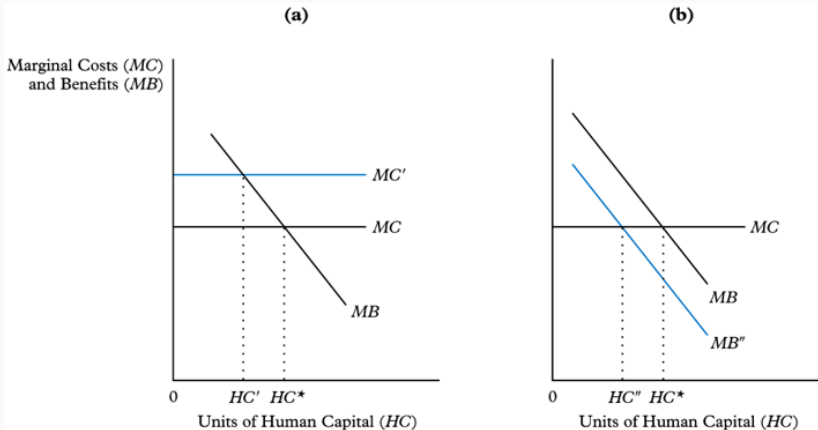 (a)
Marginal Costs (MC)
and Benefits (MB)
MC'
MC
MB
0
HC' HC★
Units of Human Capital (HC)
(b)
MC
MB
MB"
0
HC" HC★
Units of Human Capital (HC)